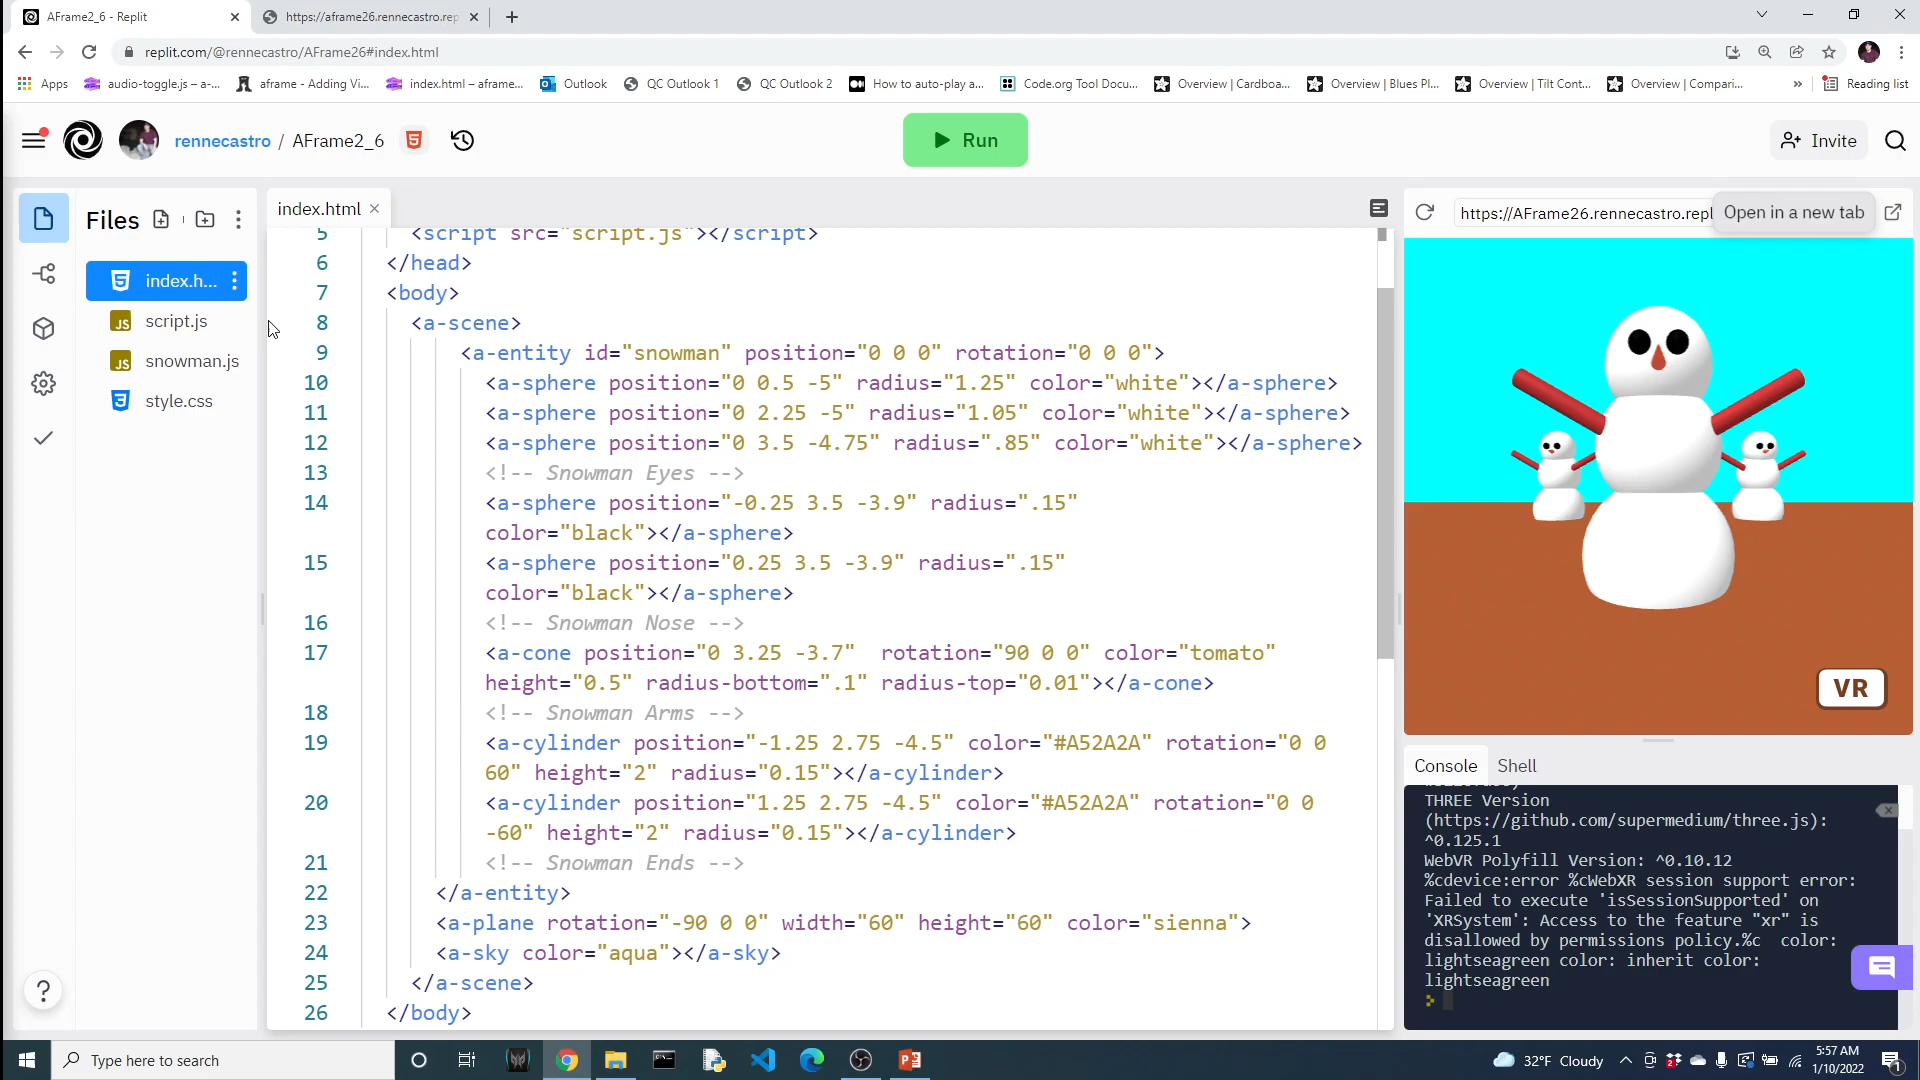 AFrame2_6 - Replit
https://aframe26.rennecastro.rep
replit.com/@rennecastro/AFrame26#index.html
Apps
audio-toggle.js – a-...
aframe - Adding Vi...
index.html – aframe...
Outlook
QC Outlook 1
QC Outlook 2
How to auto-play a...
Code.org Tool Docu...
Overview | Cardboa...
Overview | Blues Pl...
Overview | Tilt Cont...
Overview | Compari...
»
Reading list
rennecastro / AFrame2_6
Run
Invite
Files
index.html
https://AFrame26.rennecastro.repl
Open in a new tab
index.h...
script.js
snowman.js
style.css
5 <script src="script.js"></script>
6 </head>
7 <body>
8 <a-scene>
9 <a-entity id="snowman" position="0 0 0" rotation="0 0 0">
10 <a-sphere position="0 0.5 -5" radius="1.25" color="white"></a-sphere>
11 <a-sphere position="0 2.25 -5" radius="1.05" color="white"></a-sphere>
12 <a-sphere position="0 3.5 -4.75" radius=".85" color="white"></a-sphere>
13 <!-- Snowman Eyes -->
14 <a-sphere position="-0.25 3.5 -3.9" radius=".15"
color="black"></a-sphere>
15 <a-sphere position="0.25 3.5 -3.9" radius=".15"
color="black"></a-sphere>
16 <!-- Snowman Nose -->
17 <a-cone position="0 3.25 -3.7"  rotation="90 0 0" color="tomato"
height="0.5" radius-bottom=".1" radius-top="0.01"></a-cone>
18 <!-- Snowman Arms -->
19 <a-cylinder position="-1.25 2.75 -4.5" color="#A52A2A" rotation="0 0
60" height="2" radius="0.15"></a-cylinder>
20 <a-cylinder position="1.25 2.75 -4.5" color="#A52A2A" rotation="0 0
-60" height="2" radius="0.15"></a-cylinder>
21 <!-- Snowman Ends -->
22 </a-entity>
23 <a-plane rotation="-90 0 0" width="60" height="60" color="sienna">
24 <a-sky color="aqua"></a-sky>
25 </a-scene>
26 </body>
VR
Console
Shell
THREE Version
(https://github.com/supermedium/three.js):
^0.125.1
WebVR Polyfill Version: ^0.10.12
%cdevice:error %cWebXR session support error:
Failed to execute 'isSessionSupported' on
'XRSystem': Access to the feature "xr" is
disallowed by permissions policy.%c  color:
lightseagreen color: inherit color:
lightseagreen
?
Type here to search
32°F Cloudy
5:57 AM
1/10/2022